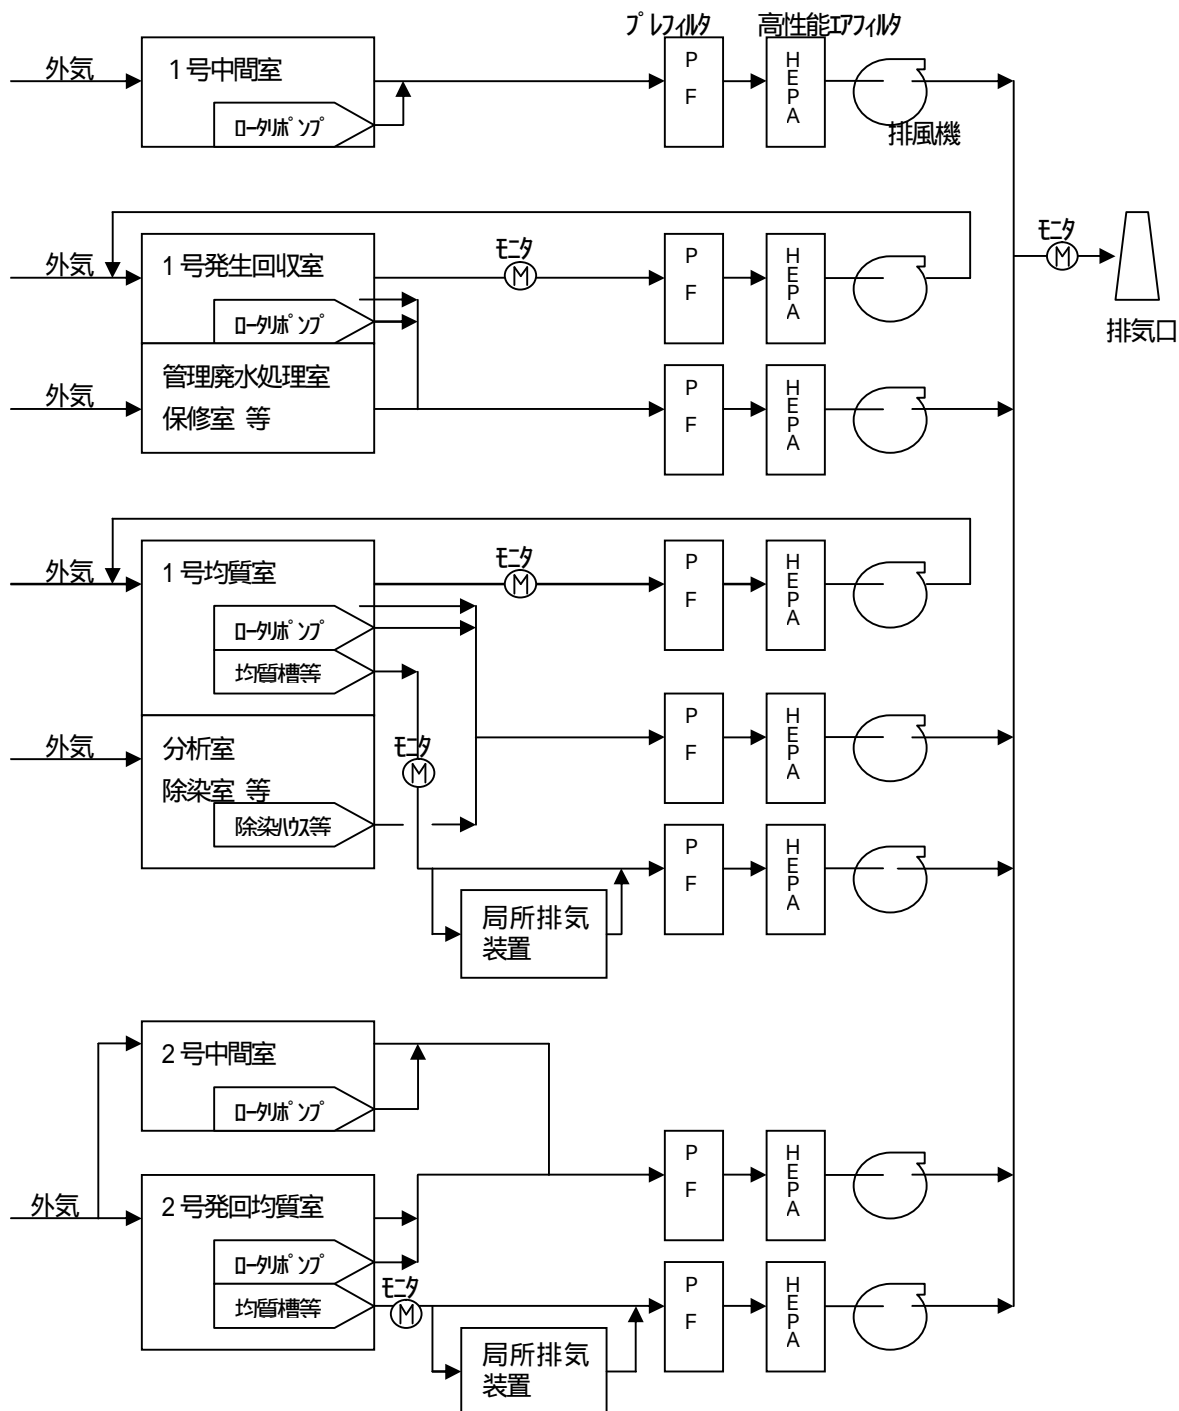 プレフィルタ
高性能エアフィルタ
外気
1号中間室
ロータリポンプ
P
F
H
E
P
A
排風機
外気
1号発生回収室
ロータリポンプ
モニタ
M
P
F
H
E
P
A
モニタ
M
排気口
外気
管理廃水処理室
保修室 等
P
F
H
E
P
A
外気
1号均質室
ロータリポンプ
均質槽等
モニタ
M
P
F
H
E
P
A
外気
分析室
除染室 等
除染ハウス等
モニタ
M
P
F
H
E
P
A
P
F
H
E
P
A
局所排気
装置
2号中間室
ロータリポンプ
外気
2号発回均質室
ロータリポンプ
均質槽等
モニタ
M
P
F
H
E
P
A
P
F
H
E
P
A
局所排気
装置